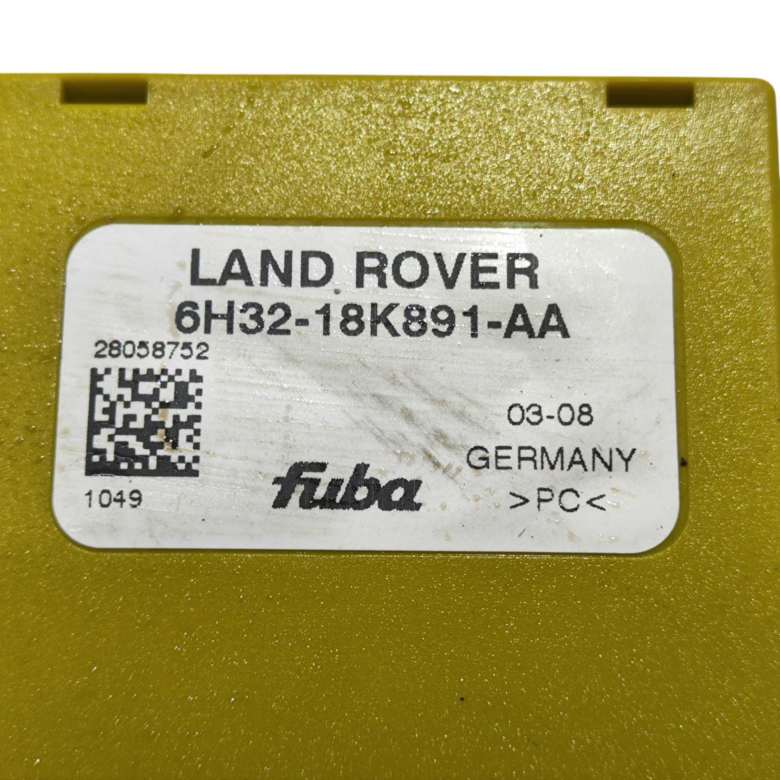 LAND ROVER
6H32-18K891-AA
28058752
03-08
GERMANY
1049
fuba
>PC<